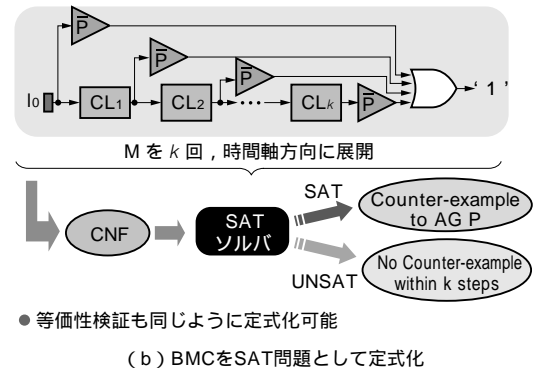 P̅
P̅
P̅
I0 CL1 CL2 ・・・ CLk P̅ ‘ 1 ’
M を k 回，時間軸方向に展開
SAT
Counter-example
to AG P
CNF
SAT
ソルバ
UNSAT
No Counter-example
within k steps
● 等価性検証も同じように定式化可能
( b ) BMCをSAT問題として定式化